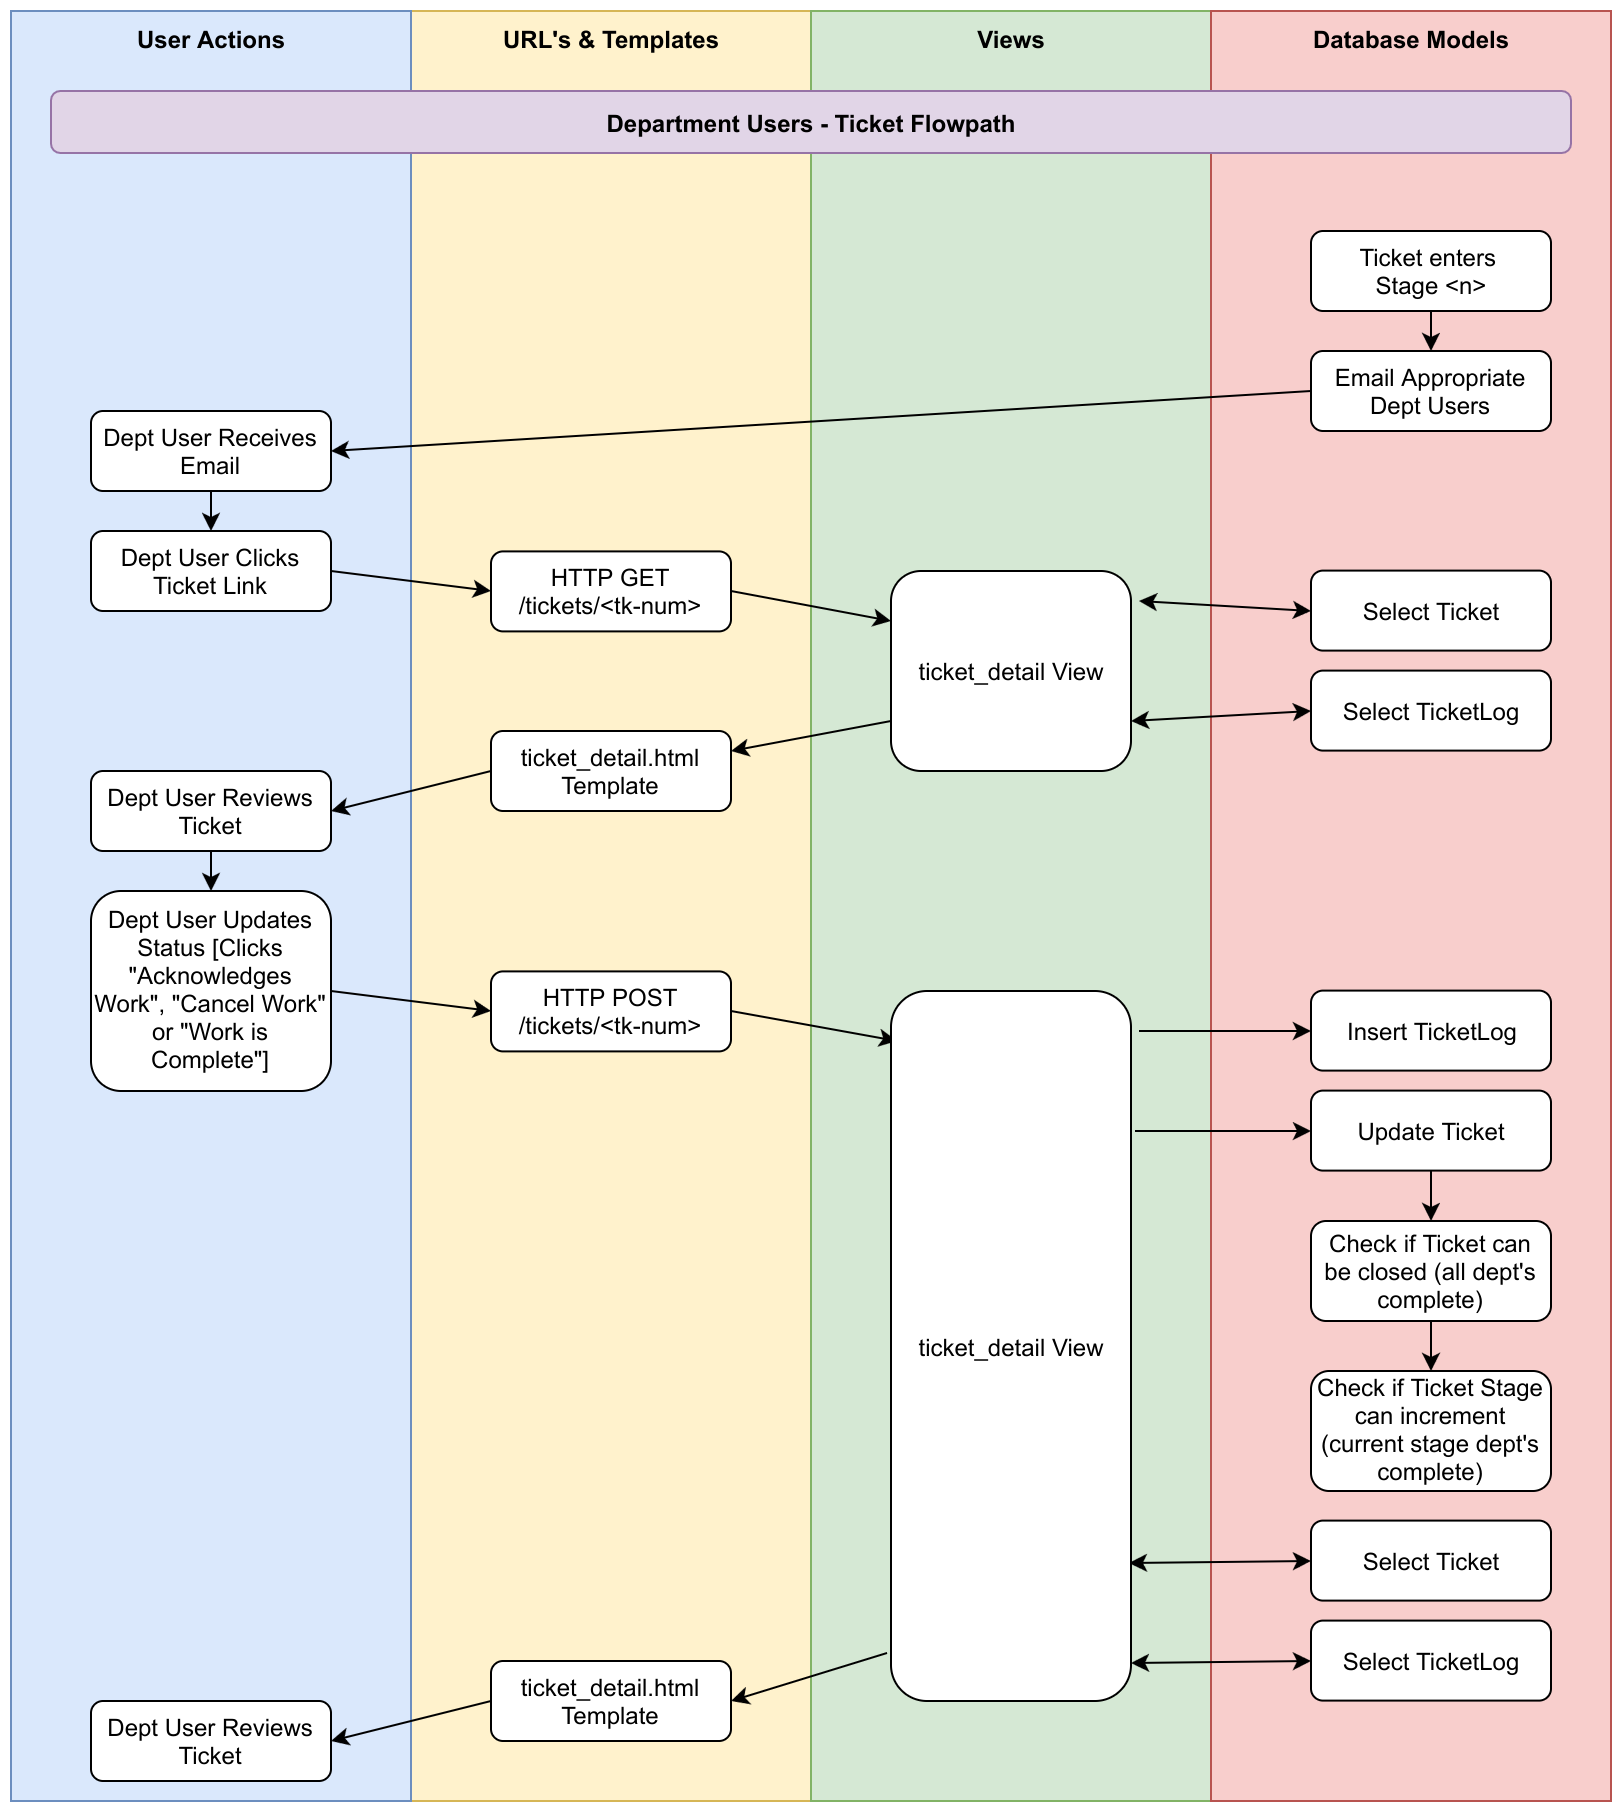 User Actions
URL's & Templates
Views
Database Models
Department Users - Ticket Flowpath
Ticket enters
Stage <n>
Email Appropriate
Dept Users
Dept User Receives
Email
Dept User Clicks
Ticket Link
HTTP GET
/tickets/<tk-num>
ticket_detail View
Select Ticket
Select TicketLog
ticket_detail.html
Template
Dept User Reviews
Ticket
Dept User Updates
Status [Clicks
"Acknowledges
Work", "Cancel Work"
or "Work is
Complete"]
HTTP POST
/tickets/<tk-num>
ticket_detail View
Insert TicketLog
Update Ticket
Check if Ticket can
be closed (all dept's
complete)
Check if Ticket Stage
can increment
(current stage dept's
complete)
Select Ticket
Select TicketLog
ticket_detail.html
Template
Dept User Reviews
Ticket